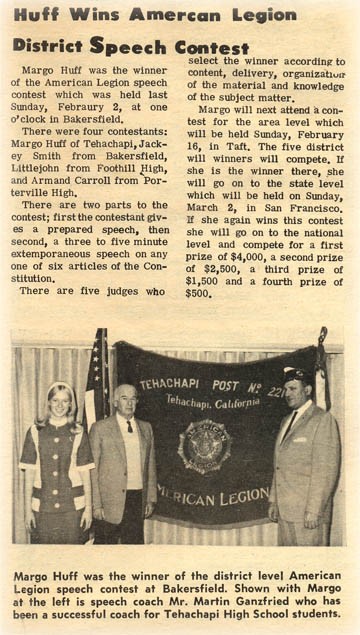 Huff Wins Amercan Legion
District Speech Contest
Margo Huff was the winner
of the American Legion speech
contest which was held last
Sunday, Febraury 2, at one
o'clock in Bakersfield.
There were four contestants:
Margo Huff of Tehachapi, Jack-
ey Smith from Bakersfield,
Littlejohn from Foothill High,
and Armand Carroll from Por-
terville High.
There are two parts to the
contest; first the contestant giv-
es a prepared speech, then
second, a three to five minute
extemporaneous speech on any
one of six articles of the Con-
stitution.
There are five judges who
select the winner according to
content, delivery, organization
of the material and knowledge
of the subject matter.
Margo will next attend a con-
test for the area level which
will be held Sunday, February
16, in Taft. The five district
will winners will compete. If
she is the winner there, she
will go on to the state level
which will be held on Sunday,
March 2, in San Francisco.
If she again wins this contest
she will go on to the national
level and compete for a first
prize of $4,000, a second prize
of $2,500, a third prize of
$1,500 and a fourth prize of
$500.
TEHACHAPI POST No 221
Tehachapi, California
AMERICAN
LEGION
MERICAN LEGION
Margo Huff was the winner of the district level American
Legion speech contest at Bakersfield. Shown with Margo
at the left is speech coach Mr. Martin Ganzfried who has
been a successful coach for Tehachapi High School students.